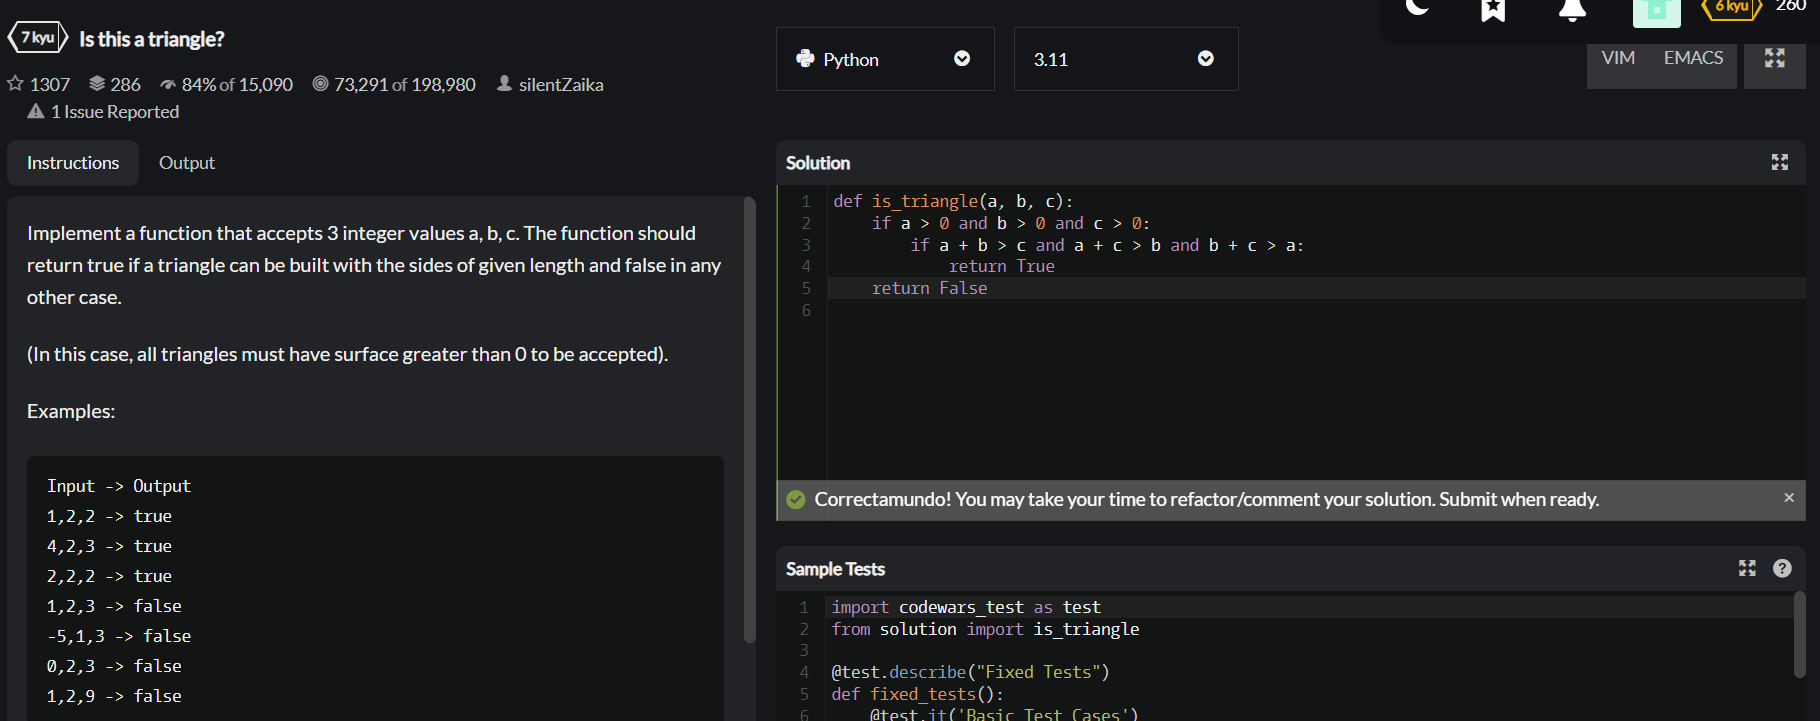 7 kyu
Is this a triangle?
1307 286 84% of 15,090 73,291 of 198,980 silentZaika
1 Issue Reported
Instructions
Output
Implement a function that accepts 3 integer values a, b, c. The function should
return true if a triangle can be built with the sides of given length and false in any
other case.
(In this case, all triangles must have surface greater than 0 to be accepted).
Examples:
Input -> Output
1,2,2 -> true
4,2,3 -> true
2,2,2 -> true
1,2,3 -> false
-5,1,3 -> false
0,2,3 -> false
1,2,9 -> false
6 kyu
260
Python
3.11
VIM
EMACS
Solution
1 def is_triangle(a, b, c):
2     if a > 0 and b > 0 and c > 0:
3         if a + b > c and a + c > b and b + c > a:
4             return True
5     return False
6
Correctamundo! You may take your time to refactor/comment your solution. Submit when ready.
×
Sample Tests
?
1 import codewars_test as test
2 from solution import is_triangle
3
4 @test.describe("Fixed Tests")
5 def fixed_tests():
6     @test.it('Basic Test Cases')